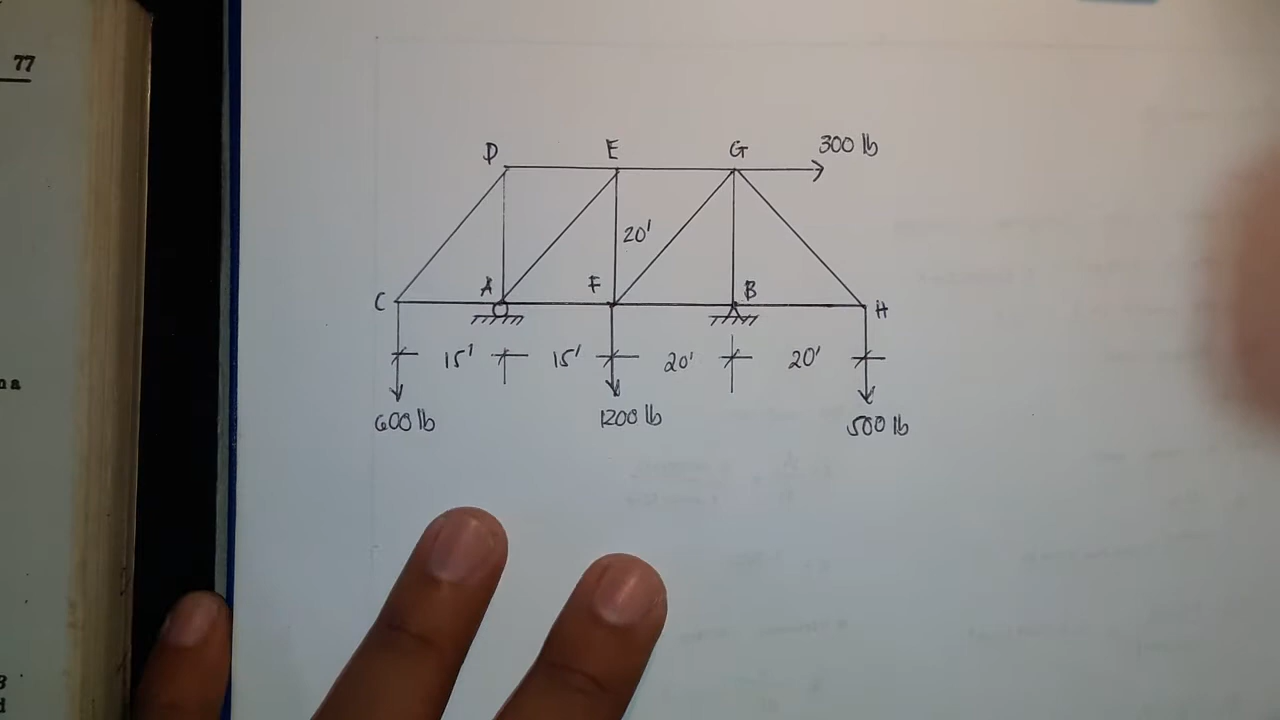 77
D E G 300 lb
20'
C A F B H
15' 15' 20' 20'
600 lb 1200 lb 500 lb